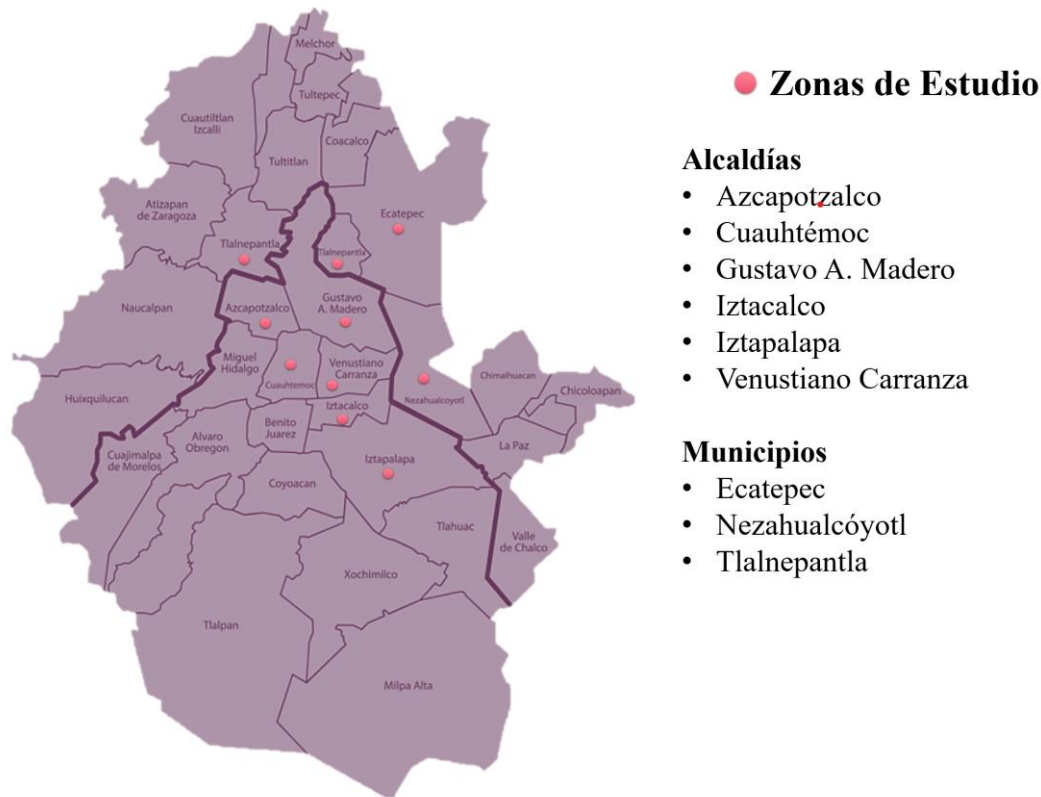 Melchor
Tultepec
Cuautiltlan
Izcalli
Coacalco
Tultitlan
Atizapan
de Zaragoza
Ecatepec
Tlalnepantla
Tlalnepantla
Naucalpan
Azcapotzalco
Gustavo
A. Madero
Miguel
Hidalgo
Cuauhtemoc
Venustiano
Carranza
Nezahualcoyotl
Chimalhuacan
Chicoloapan
Huixquilucan
Iztacalco
Benito
Juarez
Alvaro
Obregon
La Paz
Cuajimalpa
de Morelos
Iztapalapa
Coyoacan
Tlahuac
Valle
de Chalco
Xochimilco
Tlalpan
Milpa Alta
Zonas de Estudio
Alcaldías
• Azcapotzalco
• Cuauhtémoc
• Gustavo A. Madero
• Iztacalco
• Iztapalapa
• Venustiano Carranza
Municipios
• Ecatepec
• Nezahualcóyotl
• Tlalnepantla